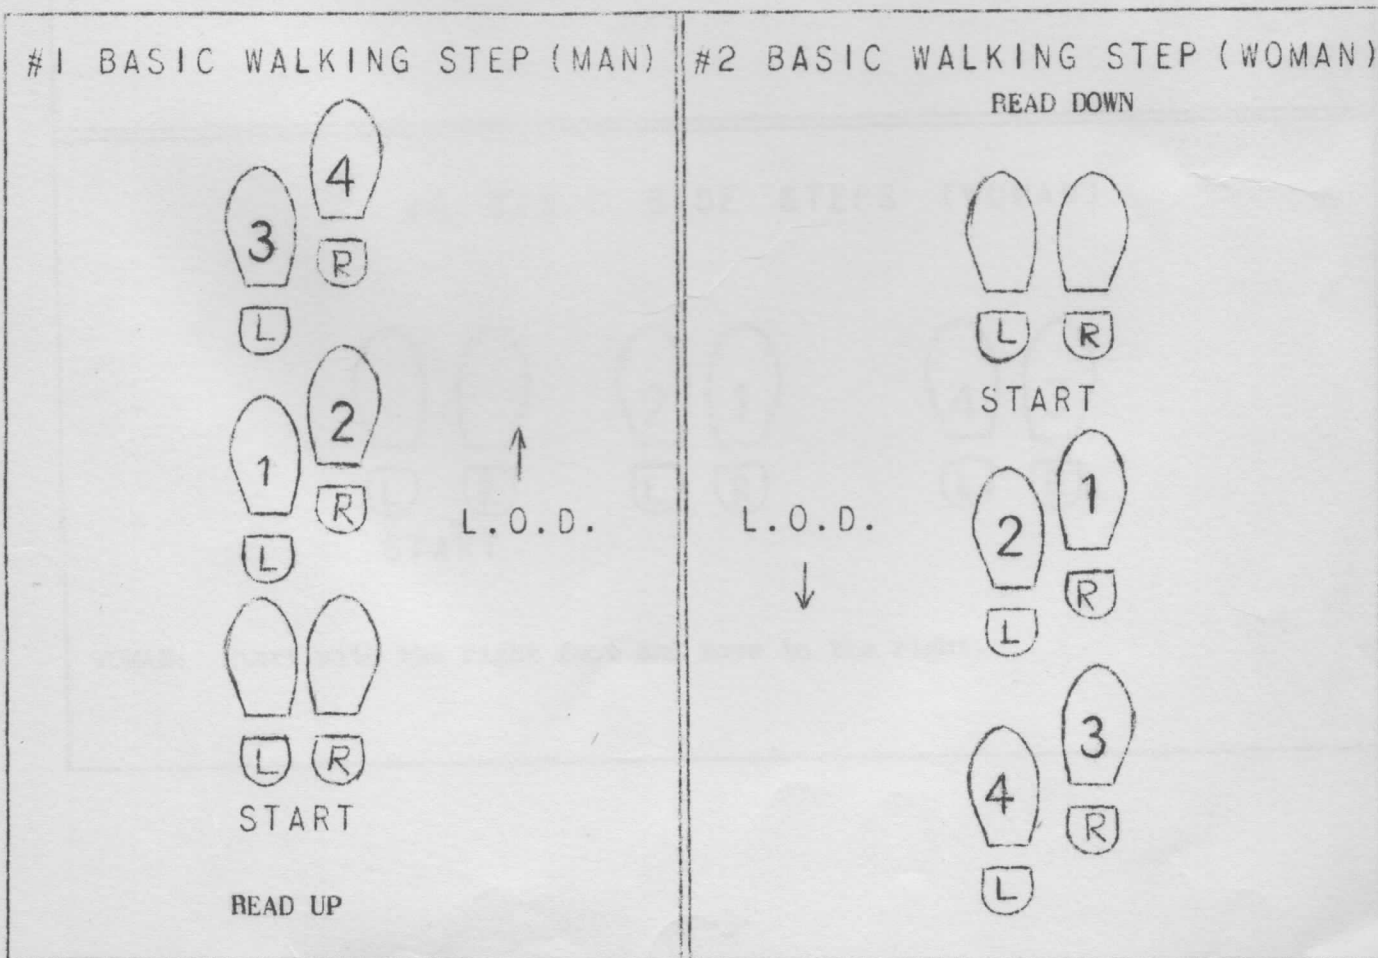 #1 BASIC WALKING STEP (MAN)
4
3
R
L
2
1
R
L
L.O.D.
L R
START
READ UP
#2 BASIC WALKING STEP (WOMAN)
READ DOWN
L R
START
1
2
R
L
L.O.D.
3
4
R
L